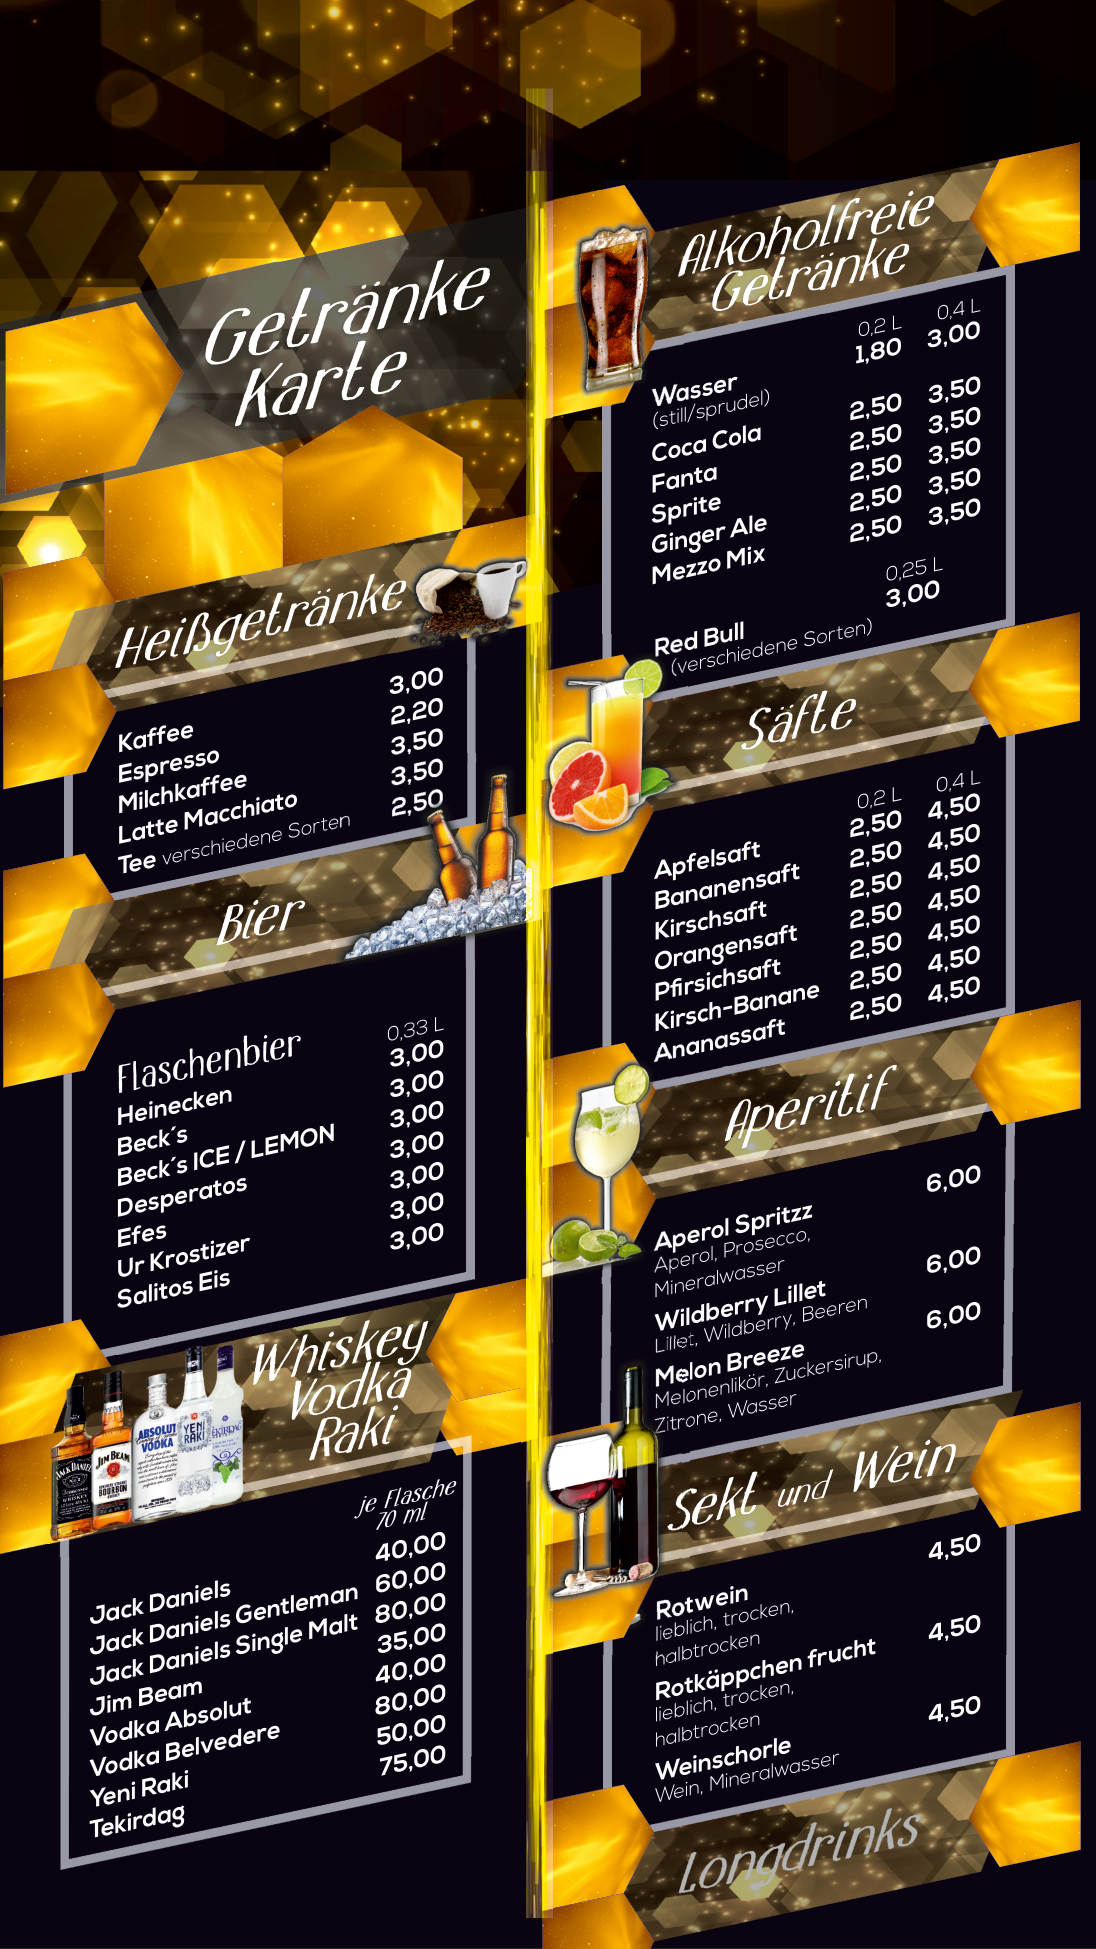 Getränke
Karte
Heißgetränke
Kaffee 3,00
Espresso 2,20
Milchkaffee 3,50
Latte Macchiato 3,50
Tee verschiedene Sorten 2,50
Bier
Flaschenbier 0,33 L
Heinecken 3,00
Beck´s 3,00
Beck´s ICE / LEMON 3,00
Desperatos 3,00
Efes 3,00
Ur Krostizer 3,00
Salitos Eis 3,00
Whiskey
Vodka
Raki
JACK DANIEL'S
JIM BEAM
BOURBON
ABSOLUT
VODKA
YENİ
RAKI
TEKİRDAĞ
je Flasche
70 ml
Jack Daniels 40,00
Jack Daniels Gentleman 60,00
Jack Daniels Single Malt 80,00
Jim Beam 35,00
Vodka Absolut 40,00
Vodka Belvedere 80,00
Yeni Raki 50,00
Tekirdag 75,00
Alkoholfreie
Getränke
0,2 L 0,4 L
Wasser 1,80 3,00
(still/sprudel)
Coca Cola 2,50 3,50
Fanta 2,50 3,50
Sprite 2,50 3,50
Ginger Ale 2,50 3,50
Mezzo Mix 2,50 3,50
0,25 L
Red Bull 3,00
(verschiedene Sorten)
Säfte
0,2 L 0,4 L
Apfelsaft 2,50 4,50
Bananensaft 2,50 4,50
Kirschsaft 2,50 4,50
Orangensaft 2,50 4,50
Pfirsichsaft 2,50 4,50
Kirsch-Banane 2,50 4,50
Ananassaft 2,50 4,50
Aperitif
Aperol Spritzz 6,00
Aperol, Prosecco,
Mineralwasser
Wildberry Lillet 6,00
Lillet, Wildberry, Beeren
Melon Breeze 6,00
Melonenlikör, Zuckersirup,
Zitrone, Wasser
Sekt und Wein
Rotwein 4,50
lieblich, trocken,
halbtrocken
Rotkäppchen frucht 4,50
lieblich, trocken,
halbtrocken
Weinschorle 4,50
Wein, Mineralwasser
Longdrinks